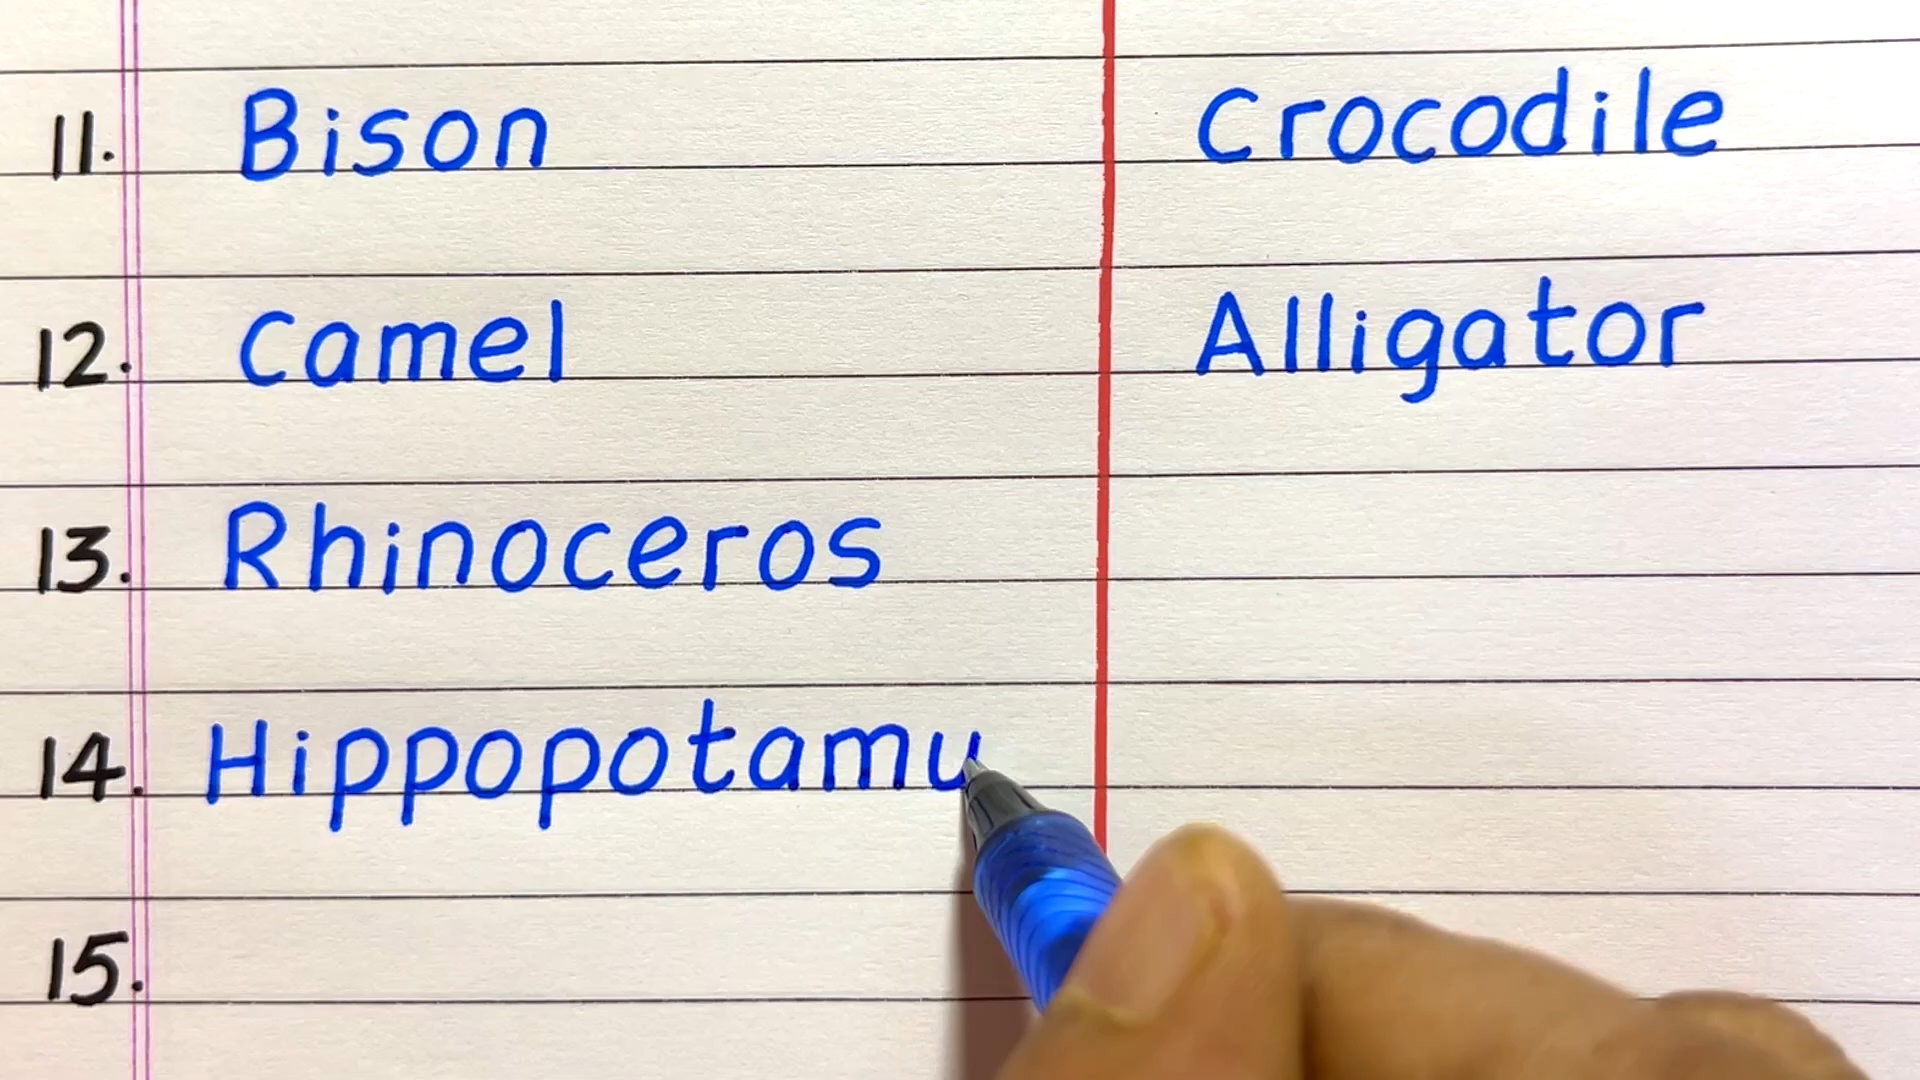 11. Bison Crocodile
12. Camel Alligator
13. Rhinoceros
14. Hippopotamu
15.